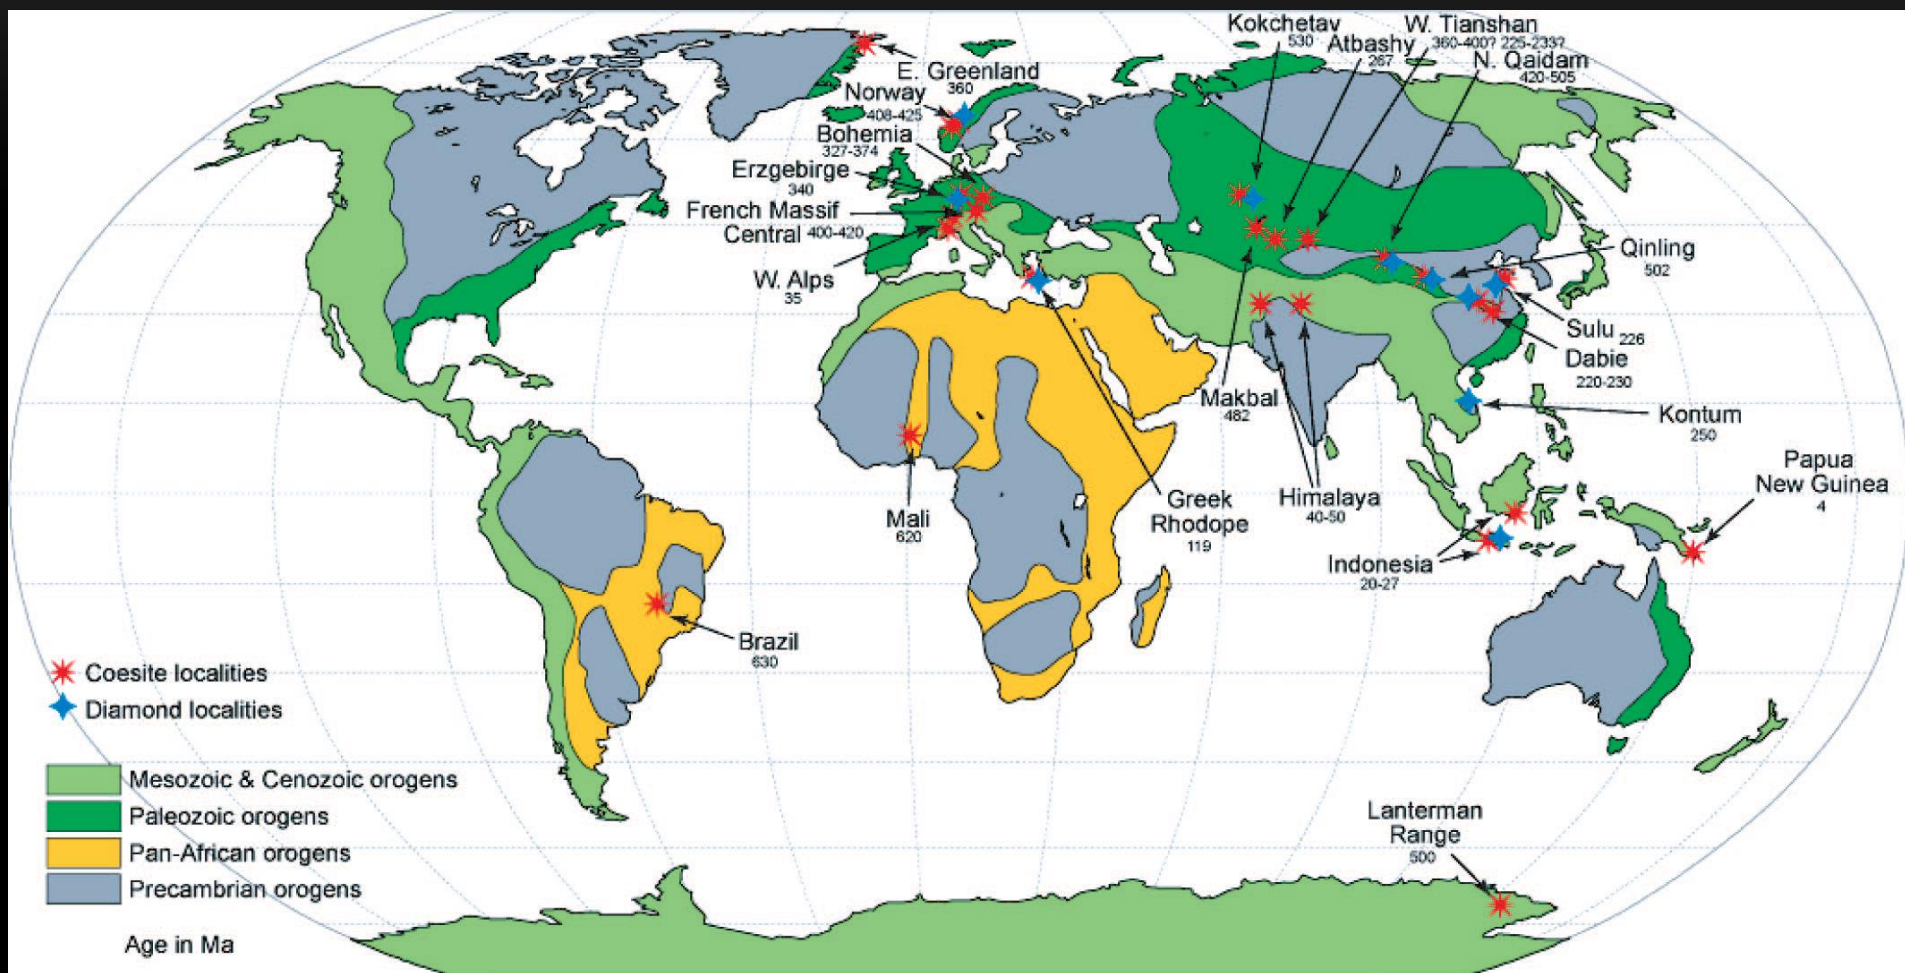 Kokchetav
530
W. Tianshan
360-400? 225-233?
Atbashy
267
N. Qaidam
420-505
E. Greenland
360
Norway
408-425
Bohemia
327-374
Erzgebirge
340
French Massif
Central 400-420
W. Alps
35
Qinling
502
Sulu 226
Dabie
220-230
Makbal
482
Kontum
250
Papua
New Guinea
4
Himalaya
40-50
Greek
Rhodope
119
Mali
620
Indonesia
20-27
Brazil
630
Coesite localities
Diamond localities
Mesozoic & Cenozoic orogens
Paleozoic orogens
Pan-African orogens
Precambrian orogens
Age in Ma
Lanterman
Range
500